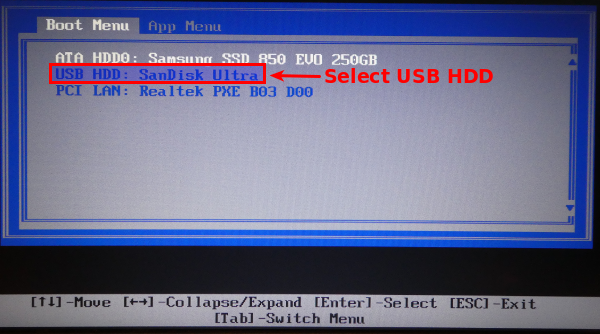 Boot Menu App Menu
ATA HDD0: Samsung SSD 850 EVO 250GB
USB HDD: SanDisk Ultra Select USB HDD
PCI LAN: Realtek PXE B03 D00
[↑↓]-Move [←→]-Collapse/Expand [Enter]-Select [ESC]-Exit
[Tab]-Switch Menu